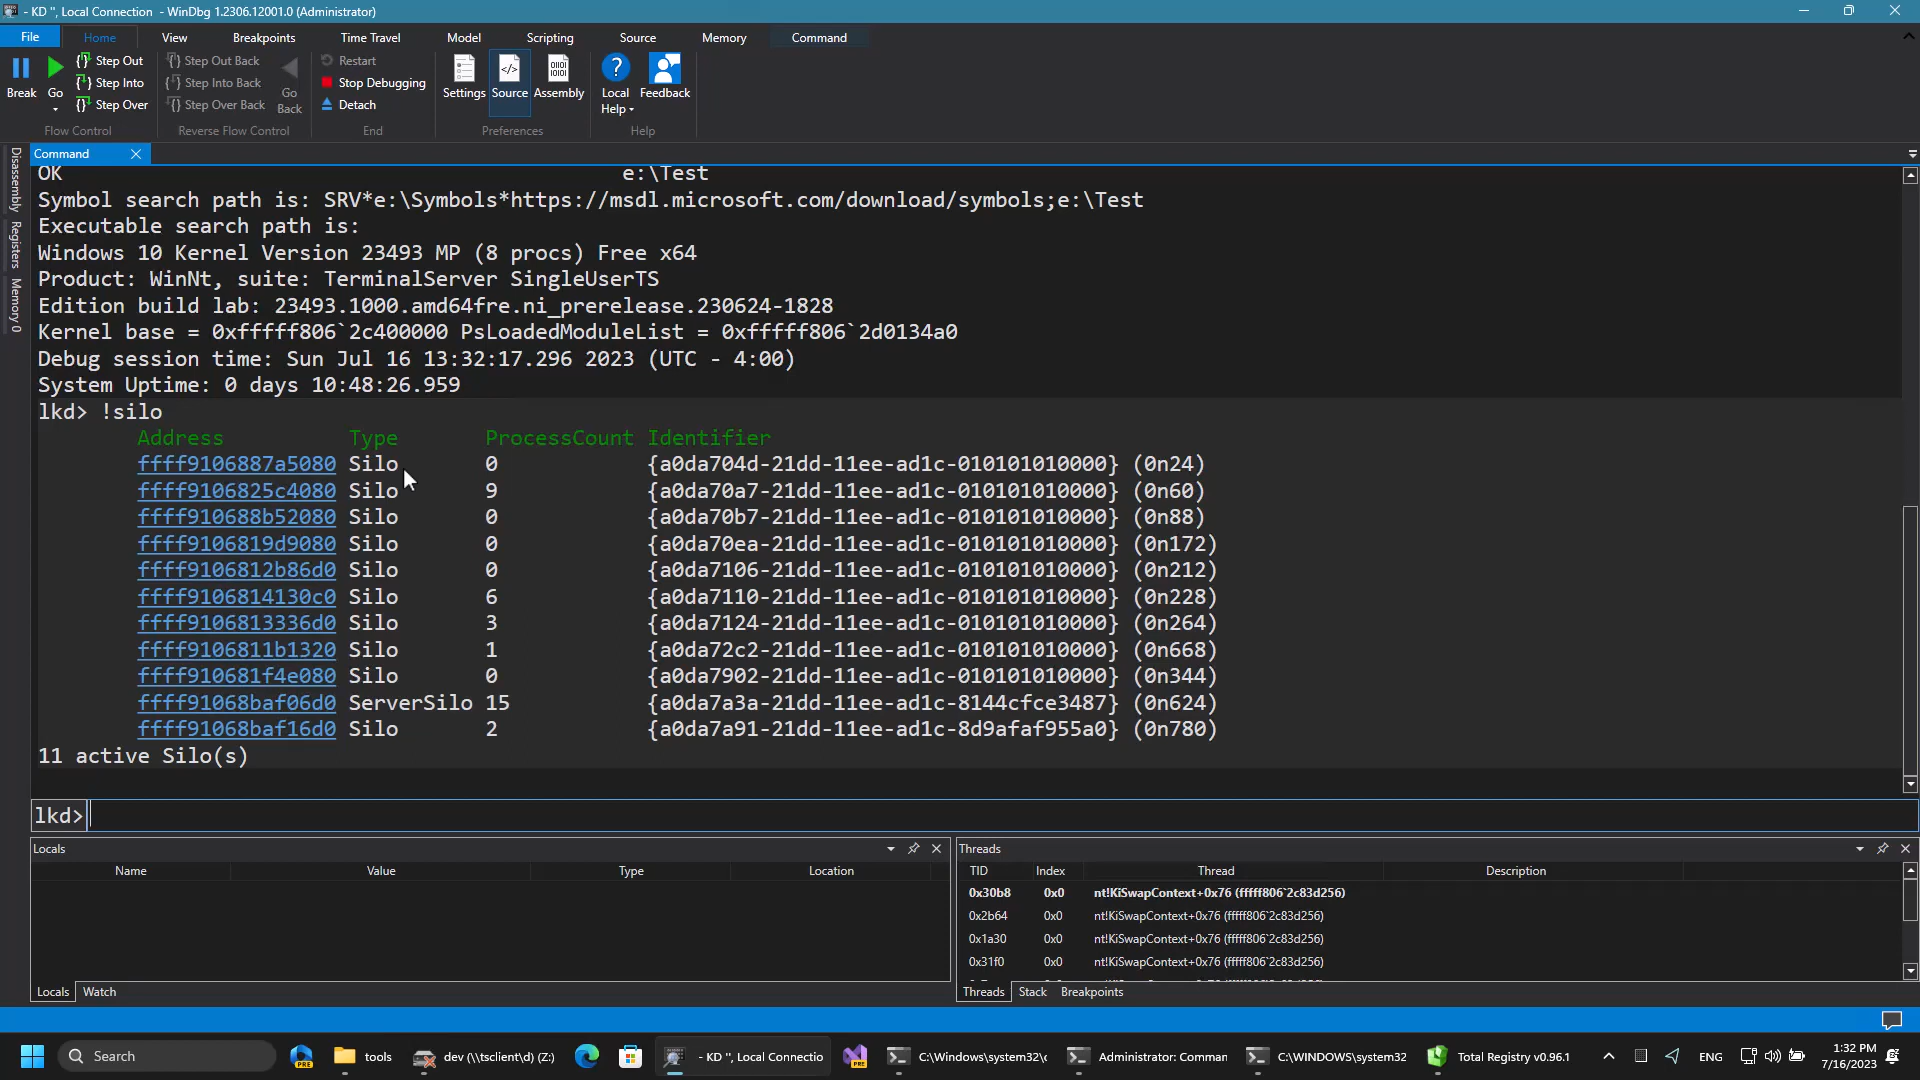 - KD '', Local Connection - WinDbg 1.2306.12001.0 (Administrator)
File Home View Breakpoints Time Travel Model Scripting Source Memory Command
Break
Go
Step Out
Step Into
Step Over
Flow Control
Step Out Back
Step Into Back
Step Over Back
Go Back
Reverse Flow Control
Restart
Stop Debugging
Detach
End
Settings
Source
Assembly
Preferences
Local Help
Feedback
Help
Disassembly
Registers
Memory 0
Command
OK e:\Test
Symbol search path is: SRV*e:\Symbols*https://msdl.microsoft.com/download/symbols;e:\Test
Executable search path is:
Windows 10 Kernel Version 23493 MP (8 procs) Free x64
Product: WinNt, suite: TerminalServer SingleUserTS
Edition build lab: 23493.1000.amd64fre.ni_prerelease.230624-1828
Kernel base = 0xfffff806`2c400000 PsLoadedModuleList = 0xfffff806`2d0134a0
Debug session time: Sun Jul 16 13:32:17.296 2023 (UTC - 4:00)
System Uptime: 0 days 10:48:26.959
lkd> !silo
Address Type ProcessCount Identifier
ffff9106887a5080 Silo 0 {a0da704d-21dd-11ee-ad1c-010101010000} (0n24)
ffff9106825c4080 Silo 9 {a0da70a7-21dd-11ee-ad1c-010101010000} (0n60)
ffff910688b52080 Silo 0 {a0da70b7-21dd-11ee-ad1c-010101010000} (0n88)
ffff9106819d9080 Silo 0 {a0da70ea-21dd-11ee-ad1c-010101010000} (0n172)
ffff9106812b86d0 Silo 0 {a0da7106-21dd-11ee-ad1c-010101010000} (0n212)
ffff9106814130c0 Silo 6 {a0da7110-21dd-11ee-ad1c-010101010000} (0n228)
ffff9106813336d0 Silo 3 {a0da7124-21dd-11ee-ad1c-010101010000} (0n264)
ffff9106811b1320 Silo 1 {a0da72c2-21dd-11ee-ad1c-010101010000} (0n668)
ffff910681f4e080 Silo 0 {a0da7902-21dd-11ee-ad1c-010101010000} (0n344)
ffff91068baf06d0 ServerSilo 15 {a0da7a3a-21dd-11ee-ad1c-8144cfce3487} (0n624)
ffff91068baf16d0 Silo 2 {a0da7a91-21dd-11ee-ad1c-8d9afaf955a0} (0n780)
11 active Silo(s)
lkd>
Locals
Name Value Type Location
Locals Watch
Threads
TID Index Thread Description
0x30b8 0x0 nt!KiSwapContext+0x76 (fffff806`2c83d256)
0x2b64 0x0 nt!KiSwapContext+0x76 (fffff806`2c83d256)
0x1a30 0x0 nt!KiSwapContext+0x76 (fffff806`2c83d256)
0x31f0 0x0 nt!KiSwapContext+0x76 (fffff806`2c83d256)
Threads Stack Breakpoints
Search
PRE
tools
dev (\\tsclient\d) (Z:)
- KD '', Local Connectio
PRE
C:\Windows\system32\c
Administrator: Comman
C:\WINDOWS\system32
Total Registry v0.96.1
ENG
1:32 PM
7/16/2023